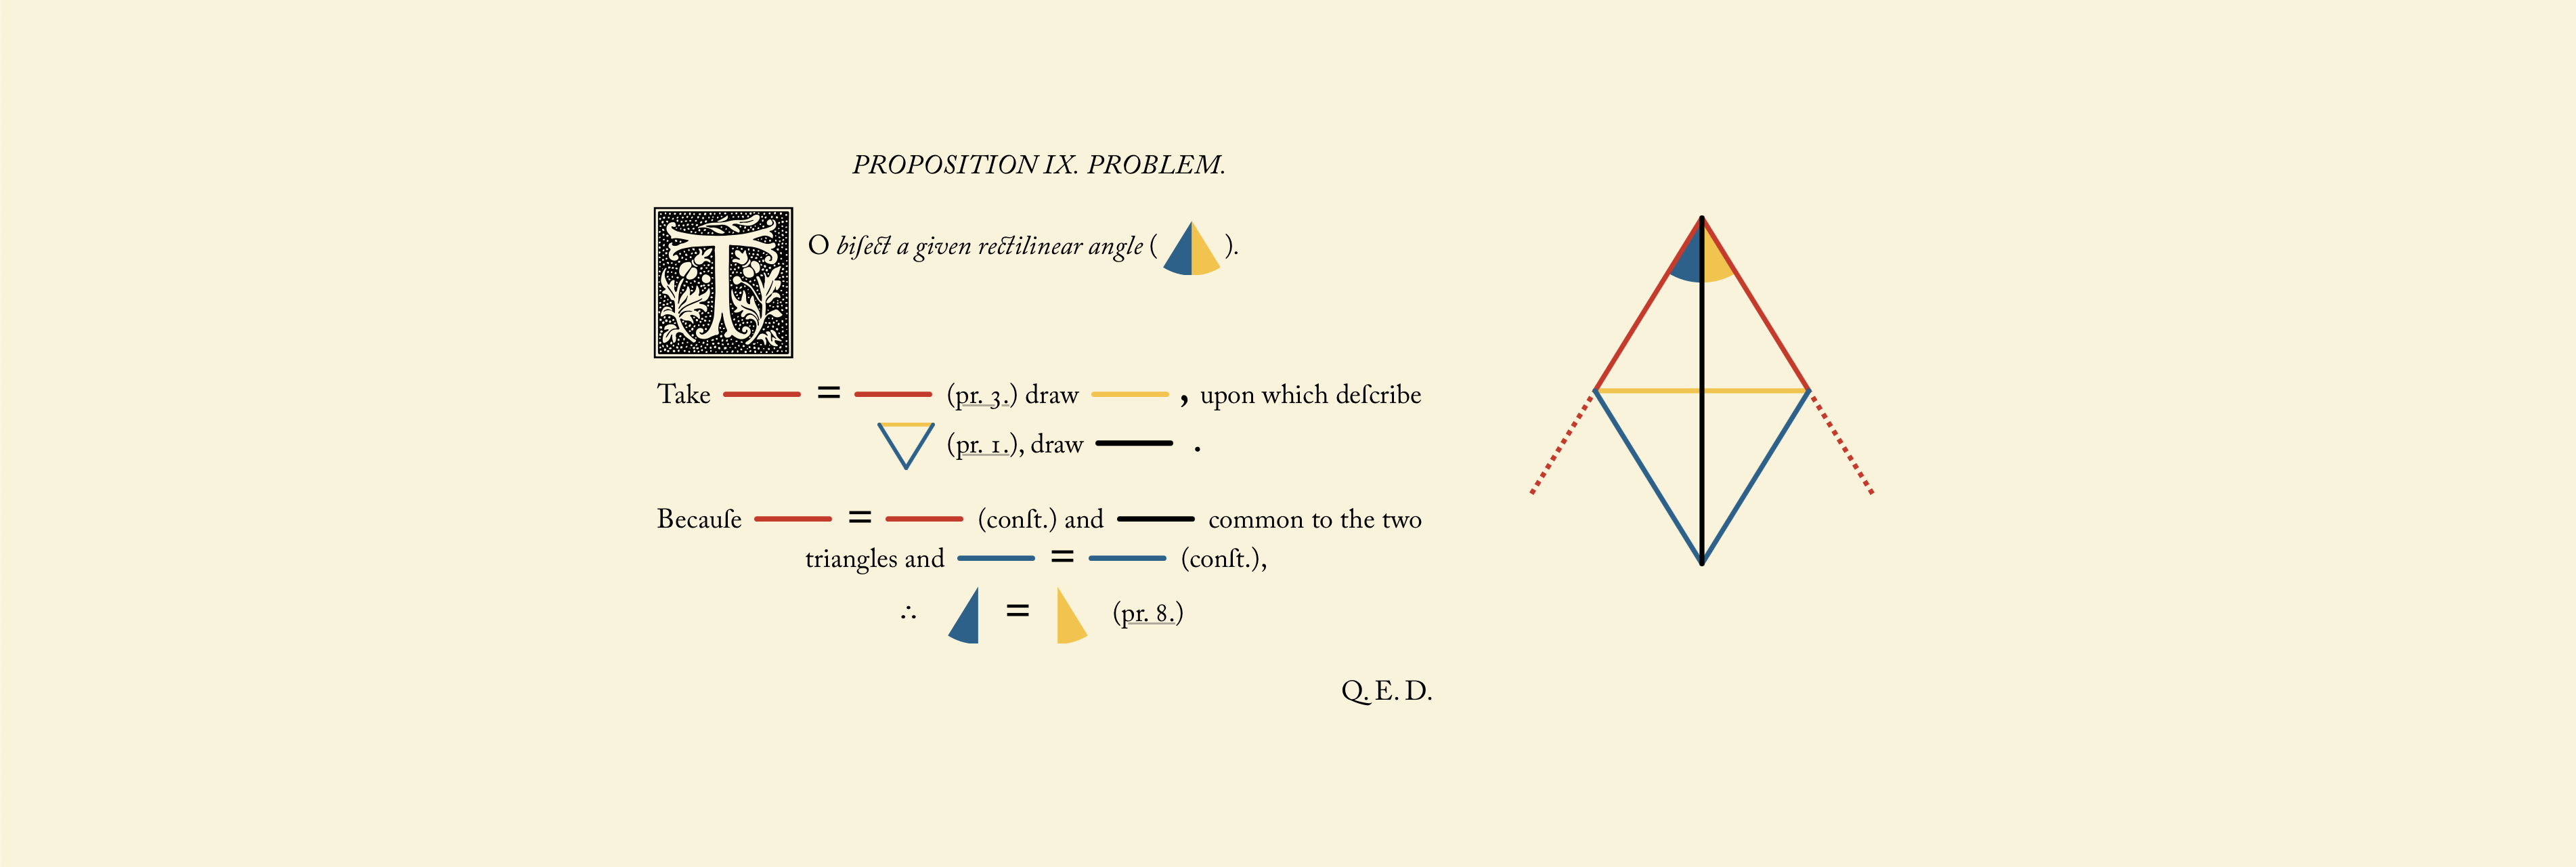 PROPOSITION IX. PROBLEM.
TO biſect a given rectilinear angle ( ).
Take = (pr. 3.) draw , upon which deſcribe
(pr. 1.), draw .
Becauſe = (conſt.) and common to the two
triangles and = (conſt.),
∴ = (pr. 8.)
Q. E. D.